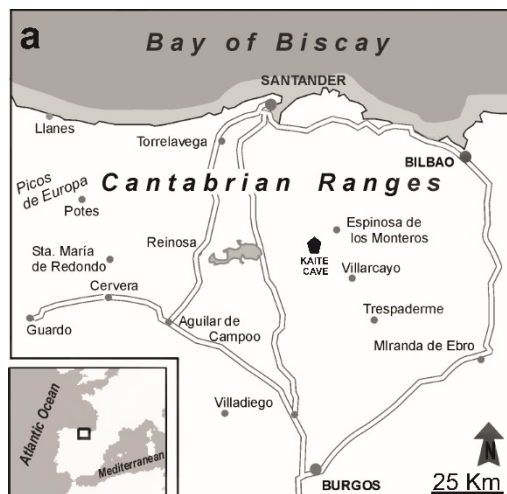 a
Bay of Biscay
SANTANDER
Llanes
Torrelavega
BILBAO
Cantabrian Ranges
Picos
de Europa
Potes
Espinosa de
los Monteros
Reinosa
KAITE
CAVE
Sta. María
de Redondo
Villarcayo
Cervera
Trespaderme
Guardo
Aguilar de
Campoo
MIranda de Ebro
Villadiego
Atlantic Ocean
Mediterranean
N
BURGOS
25 Km